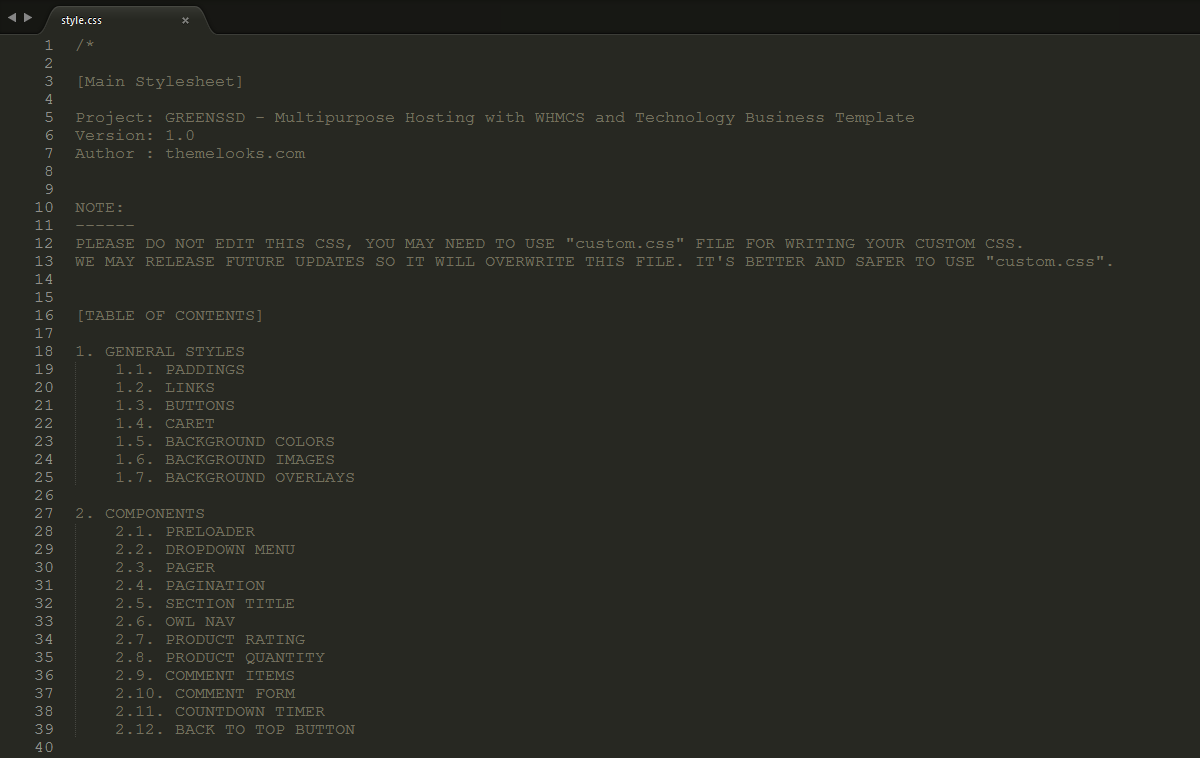 style.css ×
1 /*
2
3 [Main Stylesheet]
4
5 Project: GREENSSD - Multipurpose Hosting with WHMCS and Technology Business Template
6 Version: 1.0
7 Author : themelooks.com
8
9
10 NOTE:
11 ------
12 PLEASE DO NOT EDIT THIS CSS, YOU MAY NEED TO USE "custom.css" FILE FOR WRITING YOUR CUSTOM CSS.
13 WE MAY RELEASE FUTURE UPDATES SO IT WILL OVERWRITE THIS FILE. IT'S BETTER AND SAFER TO USE "custom.css".
14
15
16 [TABLE OF CONTENTS]
17
18 1. GENERAL STYLES
19 1.1. PADDINGS
20 1.2. LINKS
21 1.3. BUTTONS
22 1.4. CARET
23 1.5. BACKGROUND COLORS
24 1.6. BACKGROUND IMAGES
25 1.7. BACKGROUND OVERLAYS
26
27 2. COMPONENTS
28 2.1. PRELOADER
29 2.2. DROPDOWN MENU
30 2.3. PAGER
31 2.4. PAGINATION
32 2.5. SECTION TITLE
33 2.6. OWL NAV
34 2.7. PRODUCT RATING
35 2.8. PRODUCT QUANTITY
36 2.9. COMMENT ITEMS
37 2.10. COMMENT FORM
38 2.11. COUNTDOWN TIMER
39 2.12. BACK TO TOP BUTTON
40